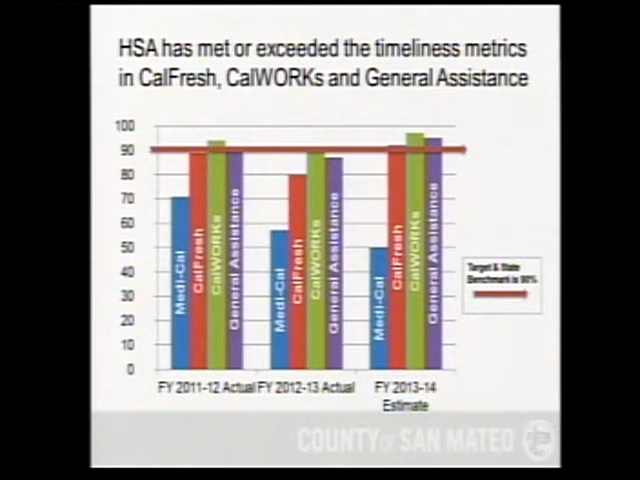 HSA has met or exceeded the timeliness metrics
in CalFresh, CalWORKs and General Assistance
100
90
80
70
60
50
40
30
20
10
0
Medi-Cal
CalFresh
CalWORKs
General Assistance
Medi-Cal
CalFresh
CalWORKs
General Assistance
Medi-Cal
CalFresh
CalWORKs
General Assistance
FY 2011-12 Actual
FY 2012-13 Actual
FY 2013-14
Estimate
Target & State
Benchmark is 90%
COUNTY OF SAN MATEO